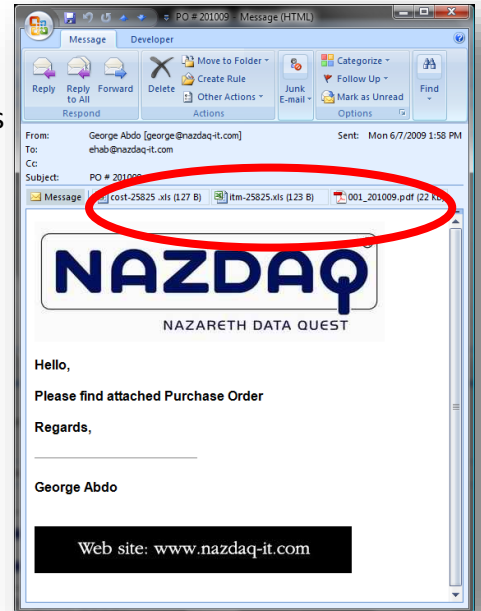 PO # 201009 - Message (HTML)
Message Developer
Reply Reply to All Forward Delete Move to Folder Create Rule Other Actions Junk E-mail Categorize Follow Up Mark as Unread Find
Respond Actions Options
s
From: George Abdo [george@nazdaq-it.com] Sent: Mon 6/7/2009 1:58 PM
To: ehab@nazdaq-it.com
Cc:
Subject: PO # 201009
Message cost-25825 .xls (127 B) itm-25825.xls (123 B) 001_201009.pdf (22 KB)
NAZDAQ
NAZARETH DATA QUEST
Hello,
Please find attached Purchase Order
Regards,
George Abdo
Web site: www.nazdaq-it.com